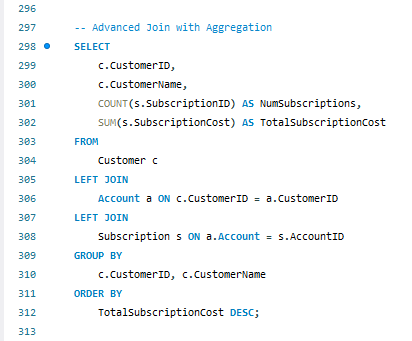 296
297 -- Advanced Join with Aggregation
298 SELECT
299 c.CustomerID,
300 c.CustomerName,
301 COUNT(s.SubscriptionID) AS NumSubscriptions,
302 SUM(s.SubscriptionCost) AS TotalSubscriptionCost
303 FROM
304 Customer c
305 LEFT JOIN
306 Account a ON c.CustomerID = a.CustomerID
307 LEFT JOIN
308 Subscription s ON a.Account = s.AccountID
309 GROUP BY
310 c.CustomerID, c.CustomerName
311 ORDER BY
312 TotalSubscriptionCost DESC;
313